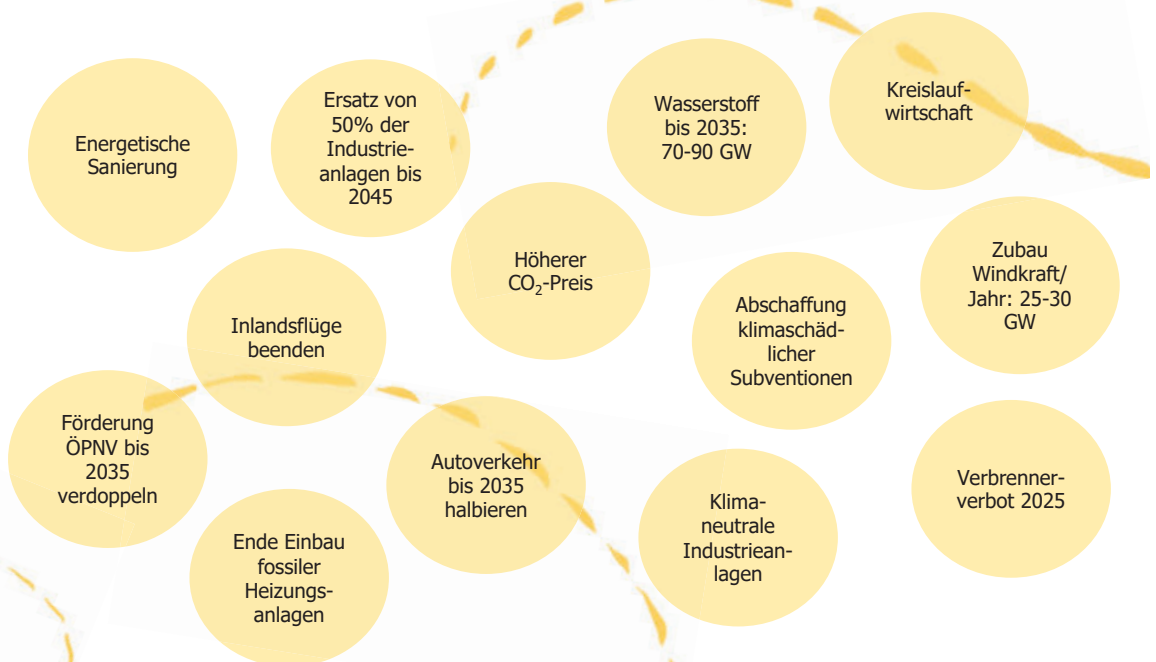 Energetische
Sanierung
Ersatz von
50% der
Industrie-
anlagen bis
2045
Wasserstoff
bis 2035:
70-90 GW
Kreislauf-
wirtschaft
Höherer
CO₂-Preis
Zubau
Windkraft/
Jahr: 25-30
GW
Inlandsflüge
beenden
Abschaffung
klimaschäd-
licher
Subventionen
Förderung
ÖPNV bis
2035
verdoppeln
Autoverkehr
bis 2035
halbieren
Verbrenner-
verbot 2025
Klima-
neutrale
Industriean-
lagen
Ende Einbau
fossiler
Heizungs-
anlagen